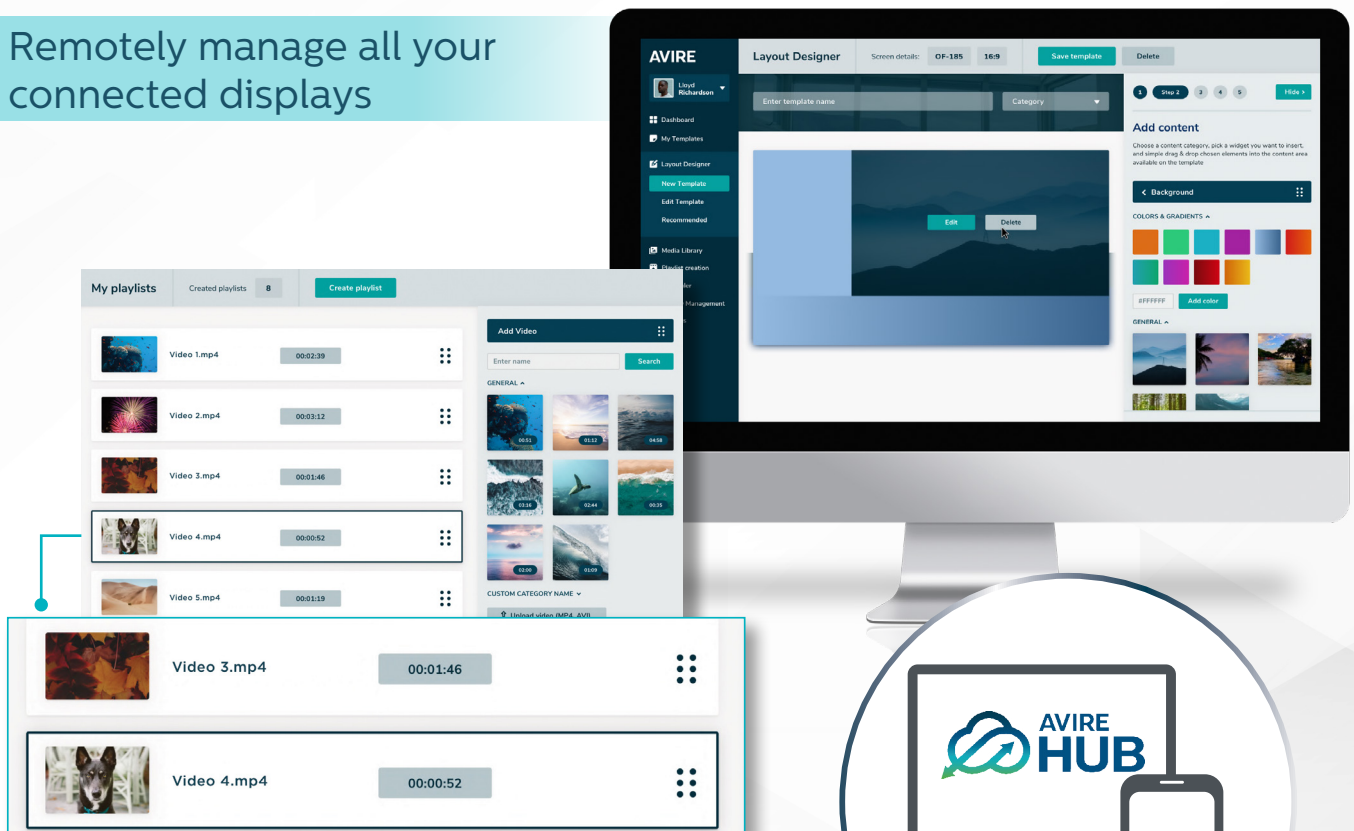 Remotely manage all your
connected displays
AVIRE
Lloyd
Richardson
Dashboard
My Templates
Layout Designer
New Template
Edit Template
Recommended
Media Library
Playlist creation
Management
Layout Designer
Screen details:
OF-185
16:9
Save template
Delete
Enter template name
Category
Edit
Delete
1
Step 2
3
4
5
Hide >
Add content
Choose a content category, pick a widget you want to insert,
and simple drag & drop chosen elements into the content area
available on the template
Background
COLORS & GRADIENTS
#FFFFFF
Add color
GENERAL
My playlists
Created playlists
8
Create playlist
Video 1.mp4
00:02:39
Video 2.mp4
00:03:12
Video 3.mp4
00:01:46
Video 4.mp4
00:00:52
Video 5.mp4
00:01:19
Add Video
Enter name
Search
GENERAL
00:51
01:12
04:58
03:16
02:44
00:35
02:00
01:09
CUSTOM CATEGORY NAME
Upload video (MP4, AVI)
Video 3.mp4
00:01:46
Video 4.mp4
00:00:52
AVIRE
HUB